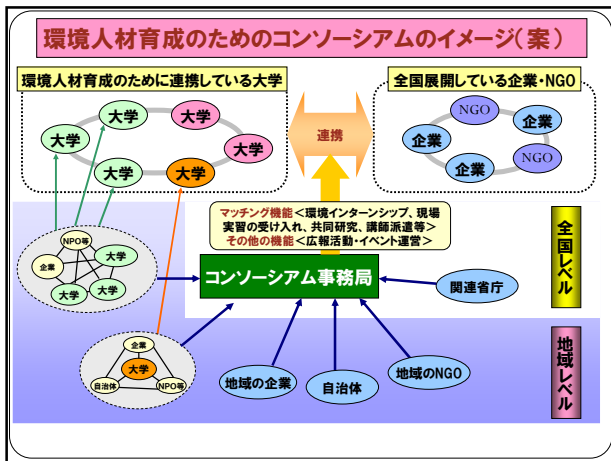 環境人材育成のためのコンソーシアムのイメージ(案)
環境人材育成のために連携している大学
全国展開している企業・NGO
大学
大学
大学
大学
大学
大学
連携
NGO
企業
企業
企業
NGO
マッチング機能<環境インターンシップ、現場
実習の受け入れ、共同研究、講師派遣等>
その他の機能<広報活動・イベント運営>
全国レベル
NPO等
企業
大学
大学
大学
コンソーシアム事務局
関連省庁
地域レベル
企業
大学
自治体
NPO等
地域の企業
自治体
地域のNGO